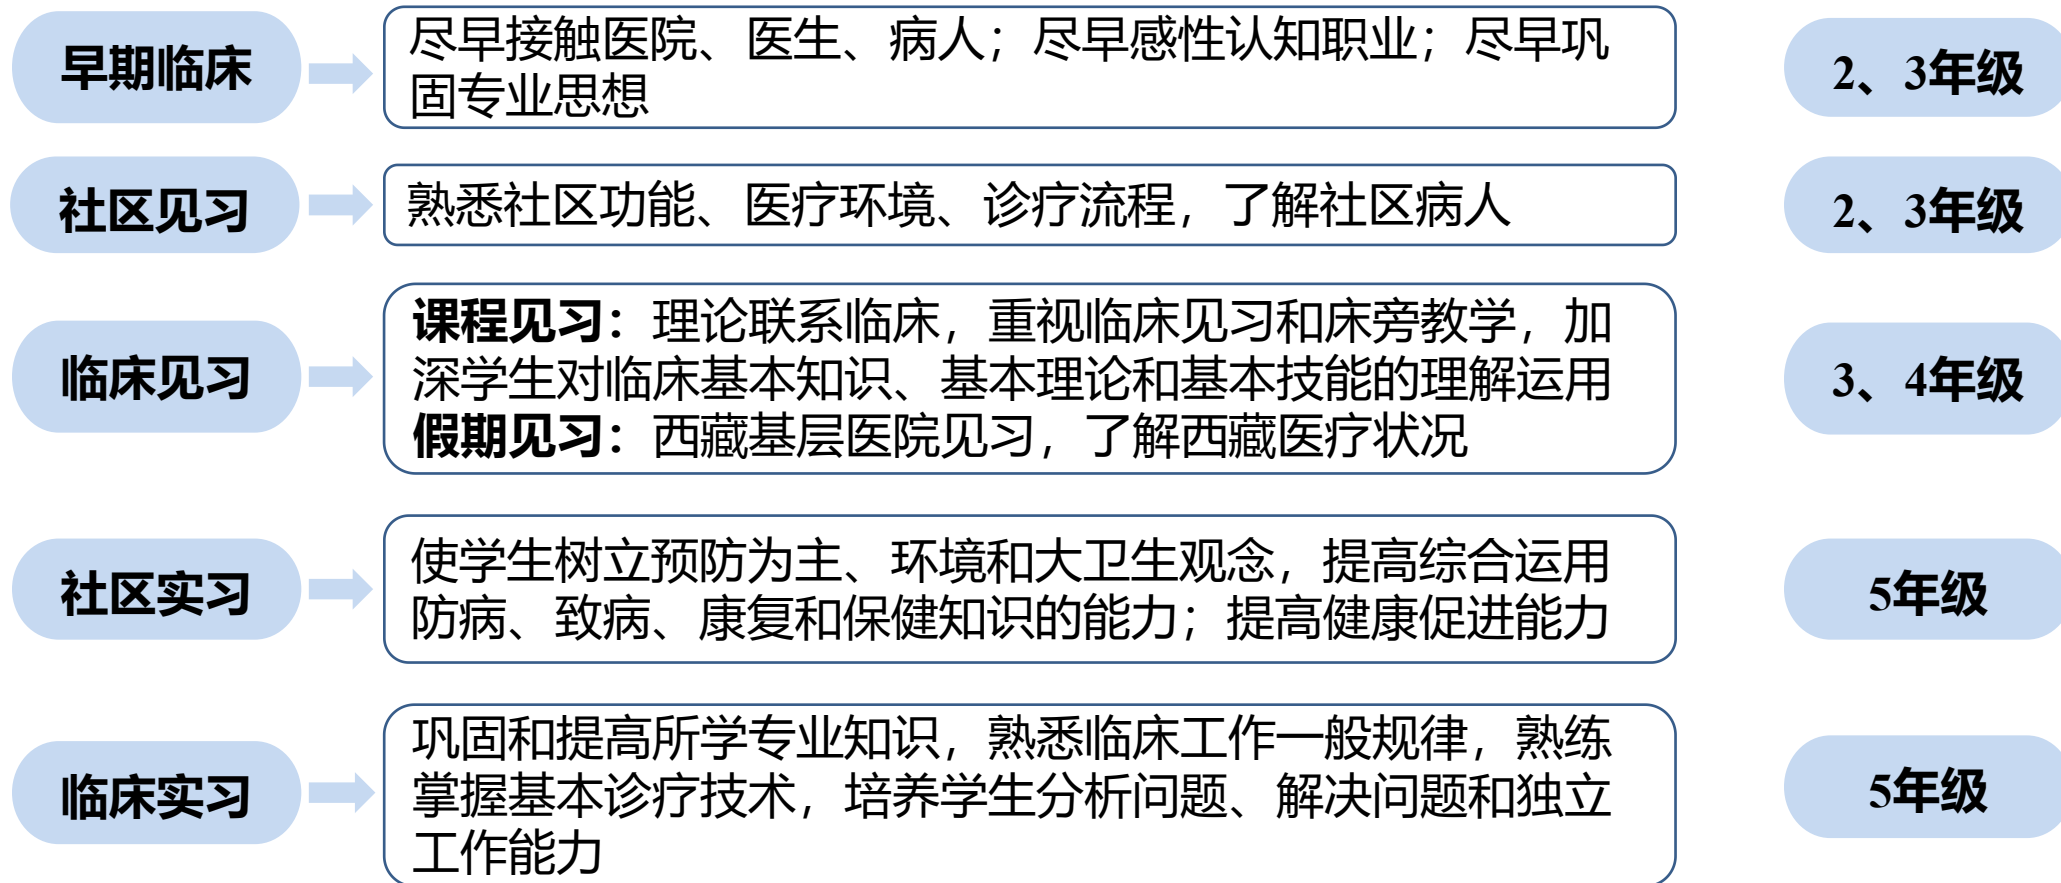 早期临床
尽早接触医院、医生、病人；尽早感性认知职业；尽早巩
固专业思想
2、3年级
社区见习
熟悉社区功能、医疗环境、诊疗流程，了解社区病人
2、3年级
临床见习
课程见习：理论联系临床，重视临床见习和床旁教学，加
深学生对临床基本知识、基本理论和基本技能的理解运用
假期见习：西藏基层医院见习，了解西藏医疗状况
3、4年级
社区实习
使学生树立预防为主、环境和大卫生观念，提高综合运用
防病、致病、康复和保健知识的能力；提高健康促进能力
5年级
临床实习
巩固和提高所学专业知识，熟悉临床工作一般规律，熟练
掌握基本诊疗技术，培养学生分析问题、解决问题和独立
工作能力
5年级